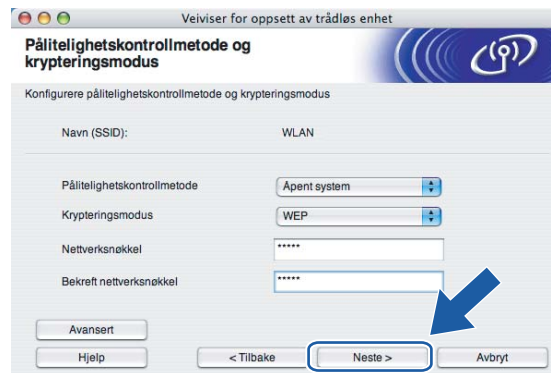 Veiviser for oppsett av trådløs enhet
Pålitelighetskontrollmetode og
krypteringsmodus
Konfigurere pålitelighetskontrollmetode og krypteringsmodus
Navn (SSID): WLAN
Pålitelighetskontrollmetode Apent system
Krypteringsmodus WEP
Nettverksnøkkel *****
Bekreft nettverksnøkkel *****
Avansert
Hjelp < Tilbake Neste > Avbryt